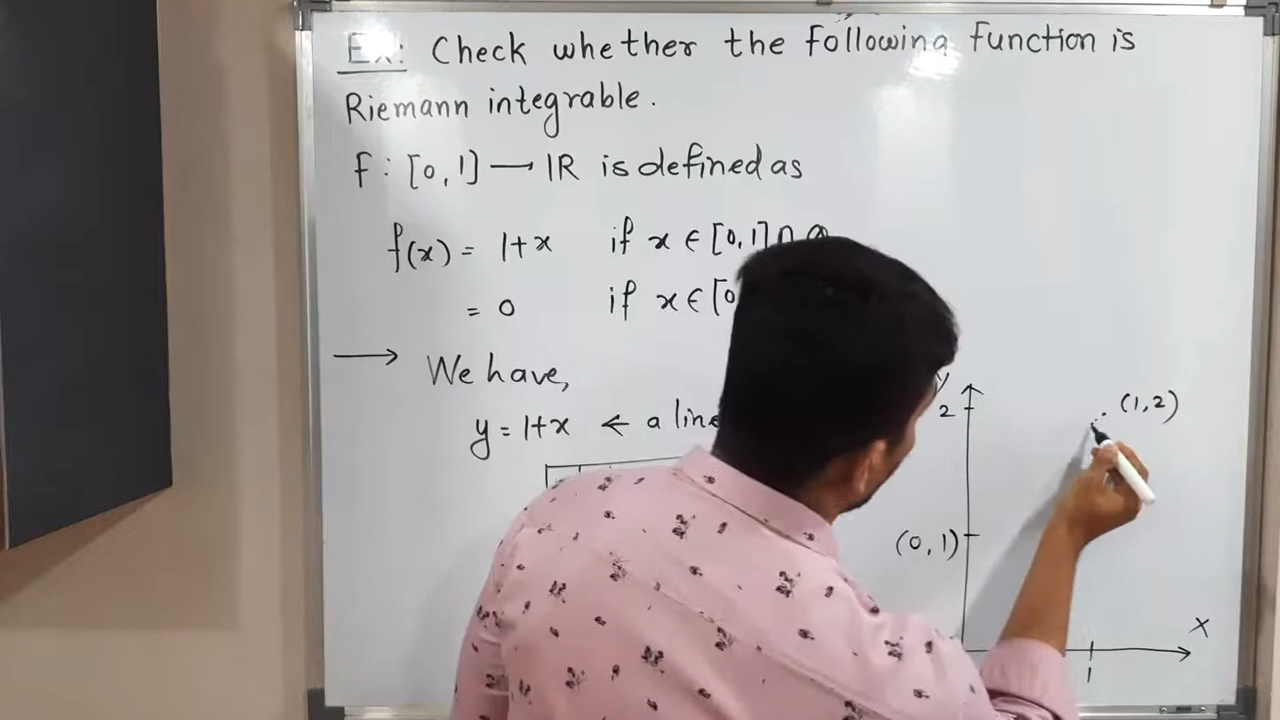 Ex: Check whether the following function is
Riemann integrable.
f : [0, 1] → IR is defined as
f(x) = 1+x if x ∈ [0, 1] ∩ Q
= 0 if x ∈ [0
→ We have,
y = 1+x ← a line
y
2
(1, 2)
(0, 1)
X
1